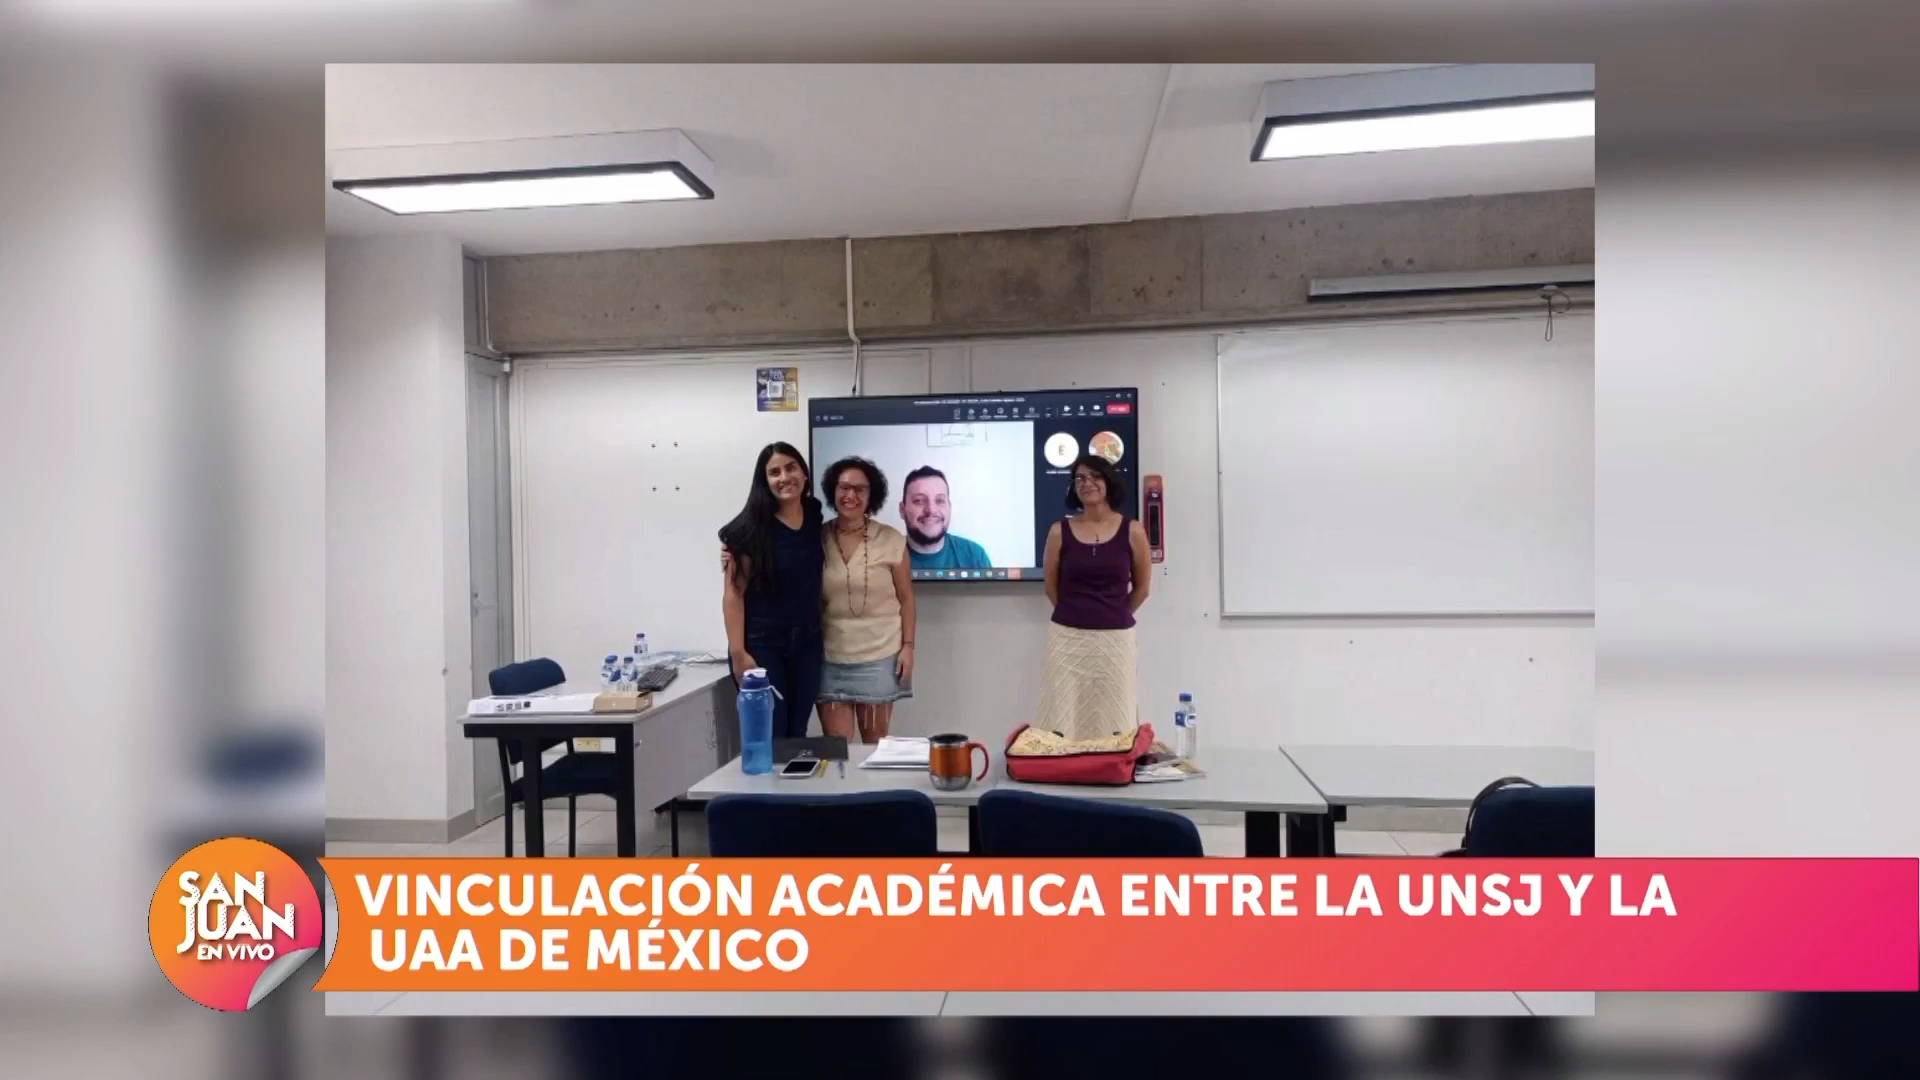 E
SAN
JUAN
EN VIVO
VINCULACIÓN ACADÉMICA ENTRE LA UNSJ Y LA
UAA DE MÉXICO